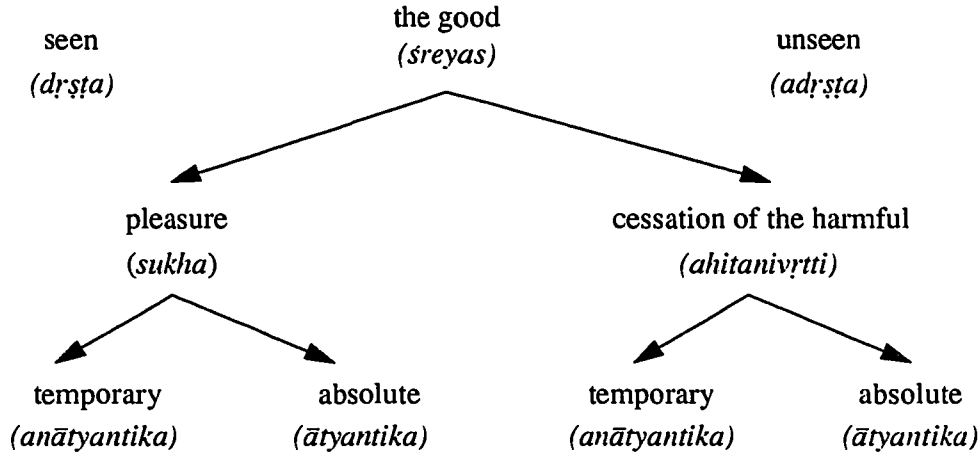 the good
(śreyas)
seen
(dṛṣṭa)
unseen
(adṛṣṭa)
pleasure
(sukha)
cessation of the harmful
(ahitanivṛtti)
temporary
(anātyantika)
absolute
(ātyantika)
temporary
(anātyantika)
absolute
(ātyantika)